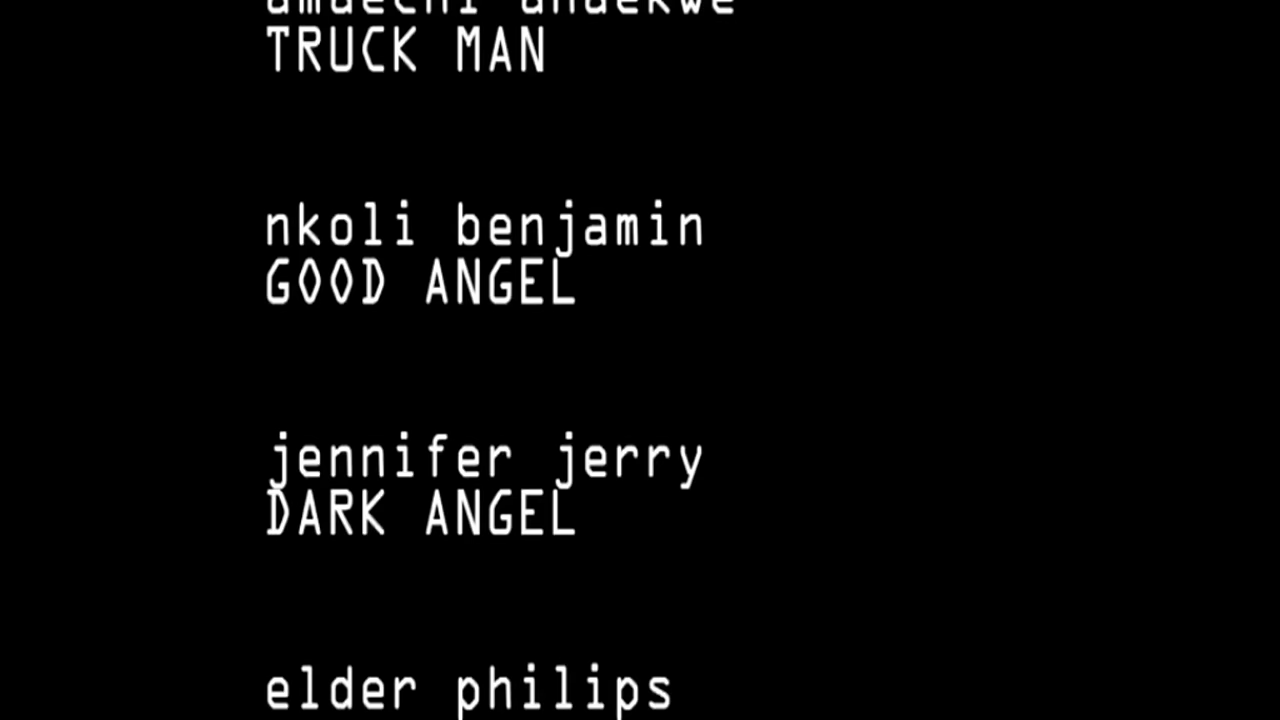 TRUCK MAN
nkoli benjamin
GOOD ANGEL
jennifer jerry
DARK ANGEL
elder philips